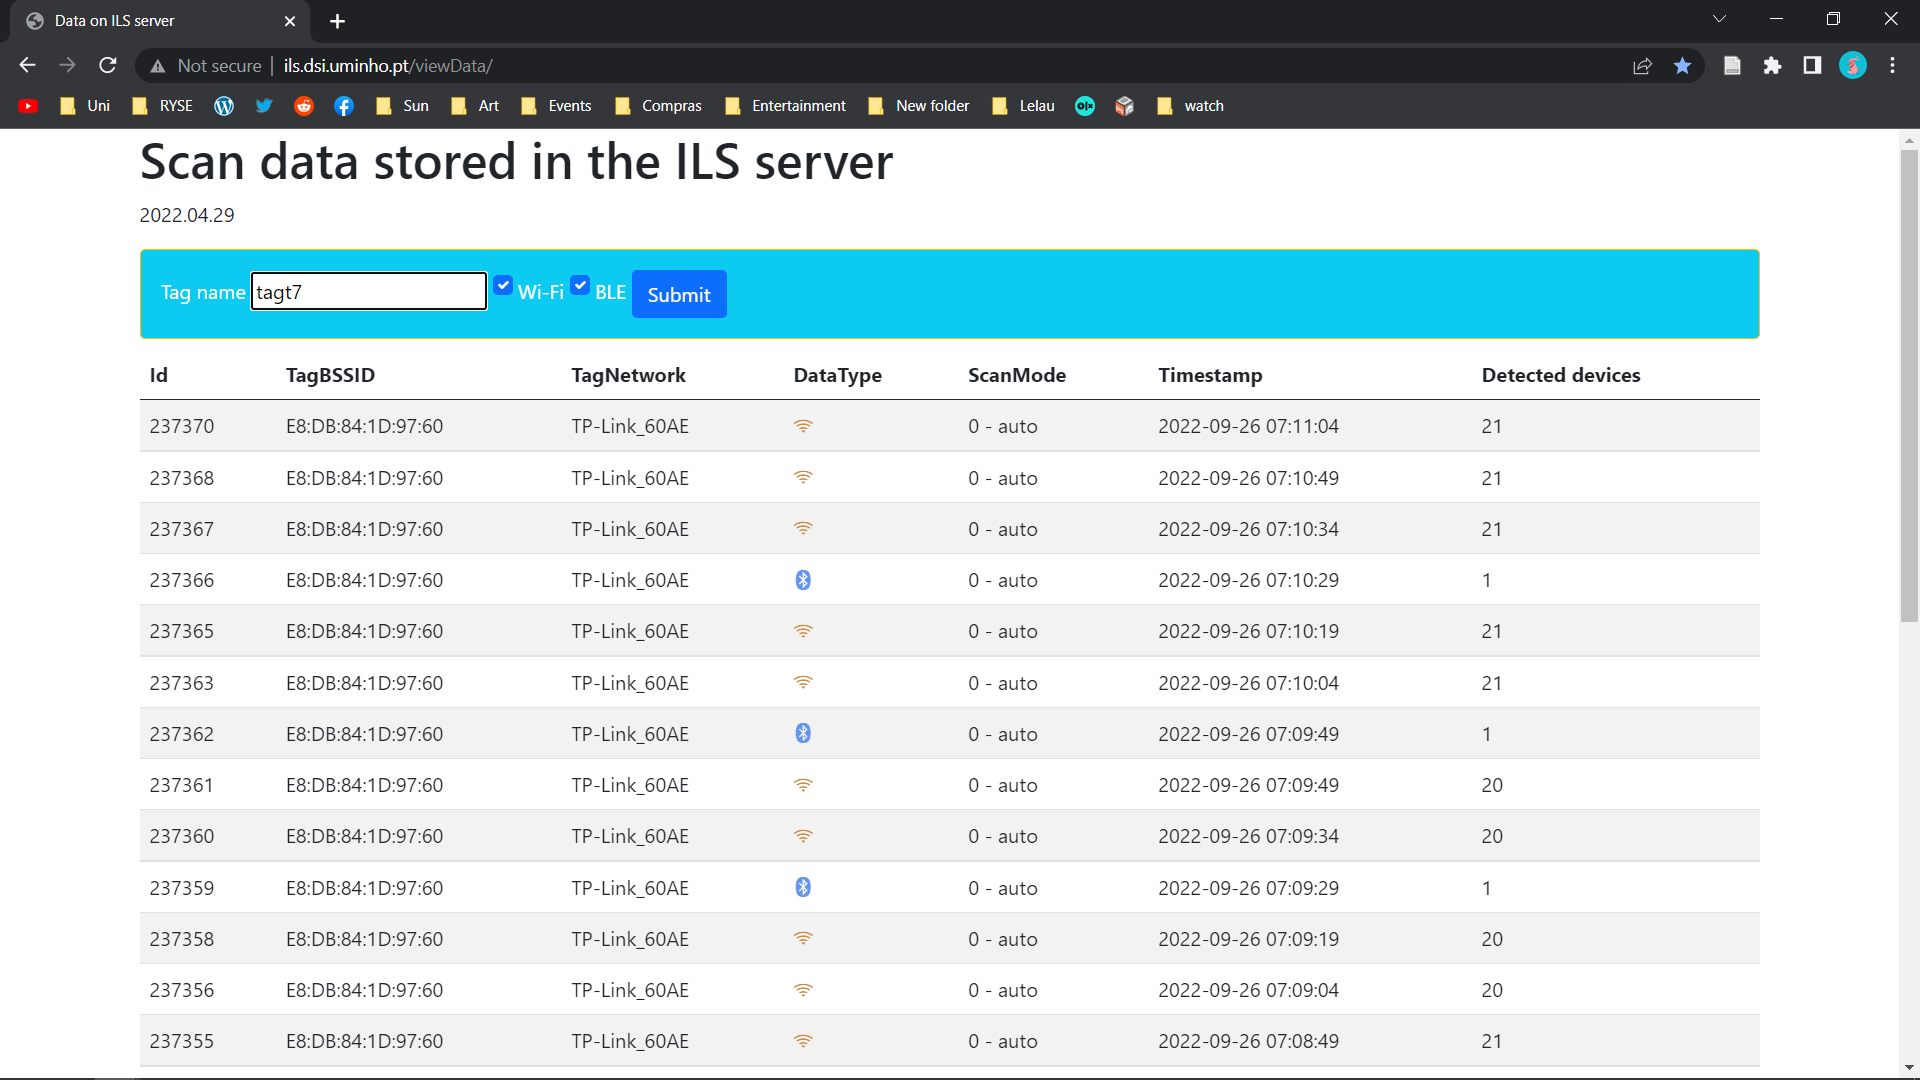 Data on ILS server
Not secure | ils.dsi.uminho.pt/viewData/
Uni RYSE Sun Art Events Compras Entertainment New folder Lelau olx watch
Scan data stored in the ILS server
2022.04.29
Tag name tagt7 Wi-Fi BLE Submit
Id TagBSSID TagNetwork DataType ScanMode Timestamp Detected devices
237370 E8:DB:84:1D:97:60 TP-Link_60AE 0 - auto 2022-09-26 07:11:04 21
237368 E8:DB:84:1D:97:60 TP-Link_60AE 0 - auto 2022-09-26 07:10:49 21
237367 E8:DB:84:1D:97:60 TP-Link_60AE 0 - auto 2022-09-26 07:10:34 21
237366 E8:DB:84:1D:97:60 TP-Link_60AE 0 - auto 2022-09-26 07:10:29 1
237365 E8:DB:84:1D:97:60 TP-Link_60AE 0 - auto 2022-09-26 07:10:19 21
237363 E8:DB:84:1D:97:60 TP-Link_60AE 0 - auto 2022-09-26 07:10:04 21
237362 E8:DB:84:1D:97:60 TP-Link_60AE 0 - auto 2022-09-26 07:09:49 1
237361 E8:DB:84:1D:97:60 TP-Link_60AE 0 - auto 2022-09-26 07:09:49 20
237360 E8:DB:84:1D:97:60 TP-Link_60AE 0 - auto 2022-09-26 07:09:34 20
237359 E8:DB:84:1D:97:60 TP-Link_60AE 0 - auto 2022-09-26 07:09:29 1
237358 E8:DB:84:1D:97:60 TP-Link_60AE 0 - auto 2022-09-26 07:09:19 20
237356 E8:DB:84:1D:97:60 TP-Link_60AE 0 - auto 2022-09-26 07:09:04 20
237355 E8:DB:84:1D:97:60 TP-Link_60AE 0 - auto 2022-09-26 07:08:49 21